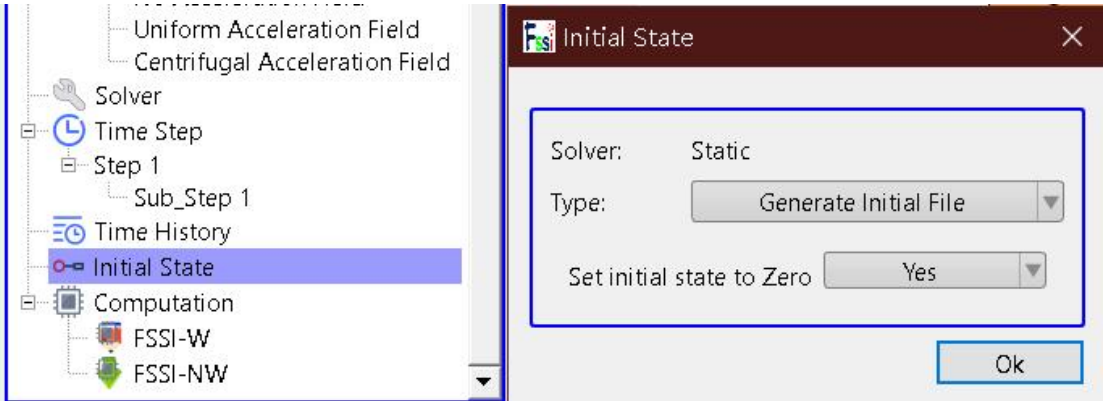 Uniform Acceleration Field
Centrifugal Acceleration Field
Solver
Time Step
Step 1
Sub_Step 1
Time History
Initial State
Computation
FSSI-W
FSSI-NW
Fssi Initial State
Solver: Static
Type: Generate Initial File
Set initial state to Zero Yes
Ok